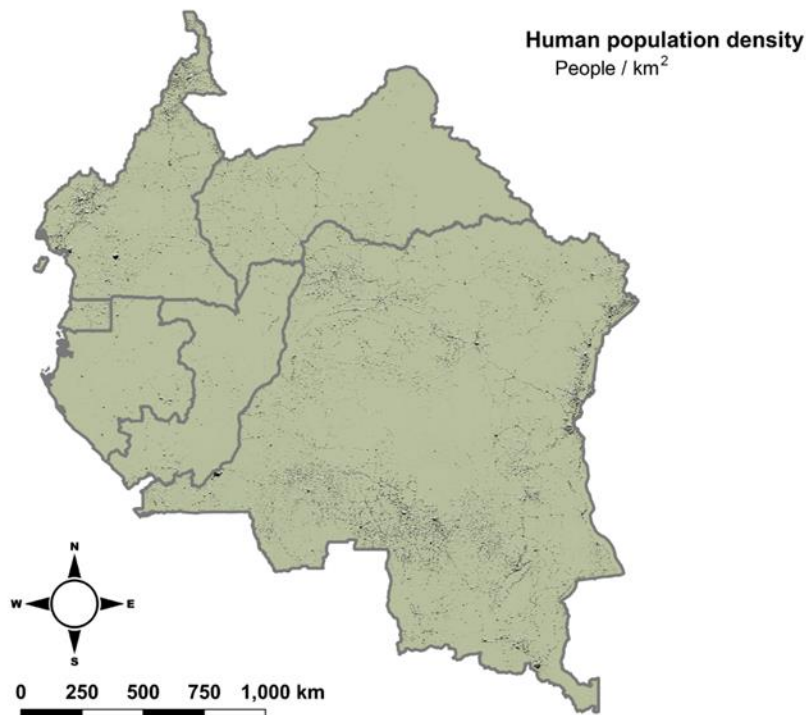 Human population density
People / km²
N
W E
S
0 250 500 750 1,000 km